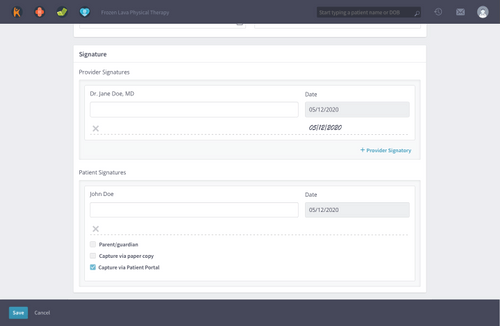 Foreon Lane Physical Therapy
Start typing a patient name or DOB
Signature
Provider Signatures
Dr. Jane Doe, MD
Date
05/12/2020
05/12/2020
+ Provider Signatory
Patient Signatures
John Doe
Date
05/12/2020
Parent/guardian
Capture via paper copy
Capture via Patient Portal
Save
Cancel